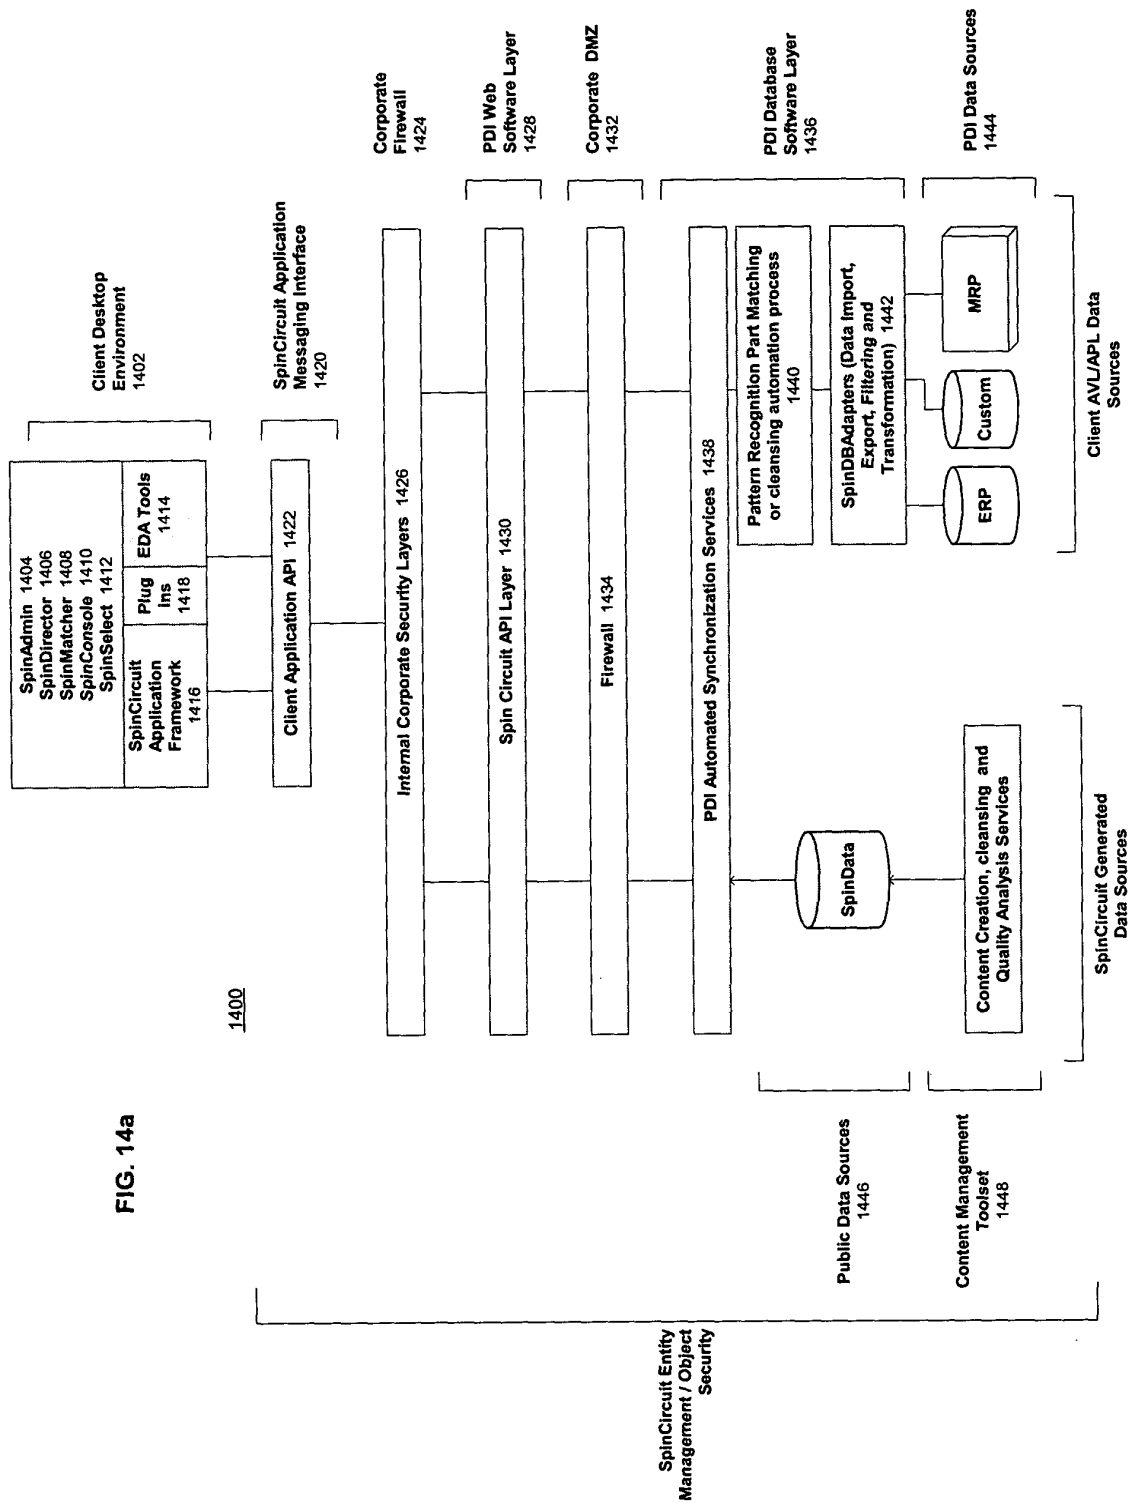 FIG. 14a
1400
SpinAdmin 1404
SpinDirector 1406
SpinMatcher 1408
SpinConsole 1410
SpinSelect 1412
SpinCircuit
Application
Framework
1416
Plug
Ins
1418
EDA Tools
1414
Client Desktop
Environment
1402
Client Application API 1422
SpinCircuit Application
Messaging Interface
1420
Internal Corporate Security Layers 1426
Corporate
Firewall
1424
Spin Circuit API Layer 1430
PDI Web
Software Layer
1428
Firewall 1434
Corporate DMZ
1432
PDI Automated Synchronization Services 1438
Pattern Recognition Part Matching
or cleansing automation process
1440
SpinDBAdapters (Data Import,
Export, Filtering and
Transformation) 1442
PDI Database
Software Layer
1436
ERP
Custom
MRP
PDI Data Sources
1444
Client AVL/APL Data
Sources
SpinData
Public Data Sources
1446
Content Creation, cleansing and
Quality Analysis Services
Content Management
Toolset
1448
SpinCircuit Generated
Data Sources
SpinCircuit Entity
Management / Object
Security